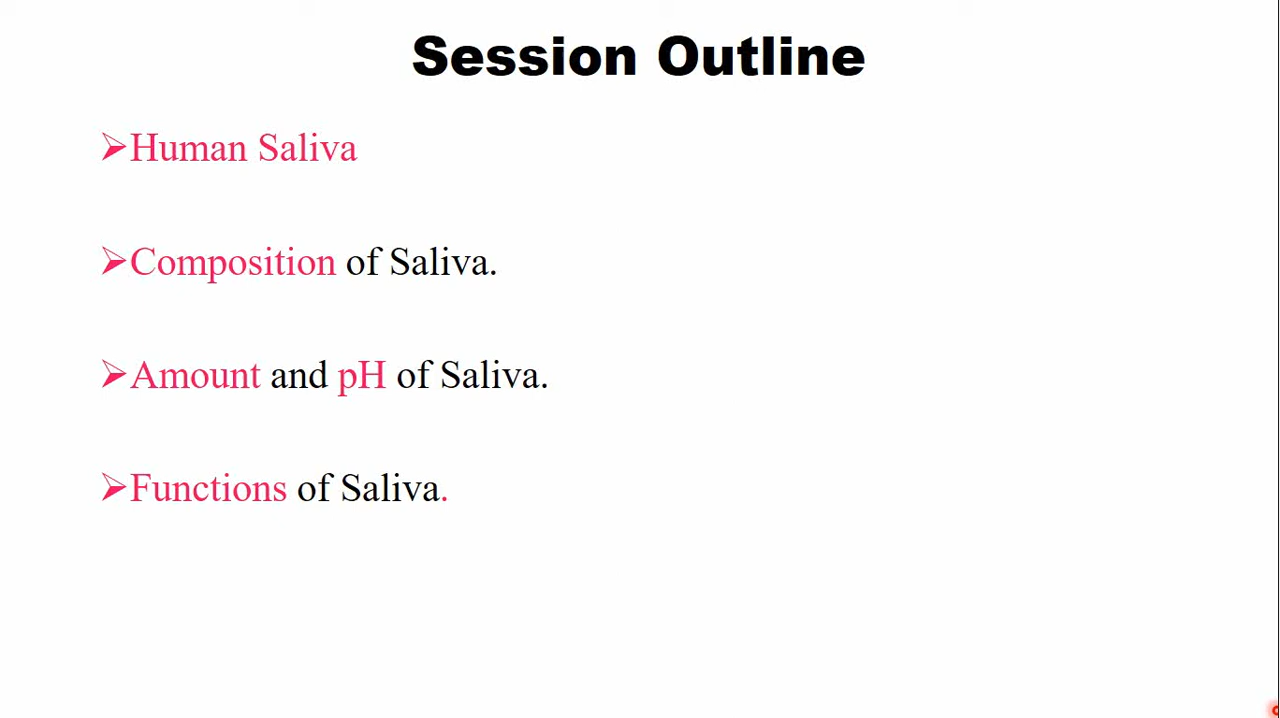 Session Outline
➢Human Saliva
➢Composition of Saliva.
➢Amount and pH of Saliva.
➢Functions of Saliva.